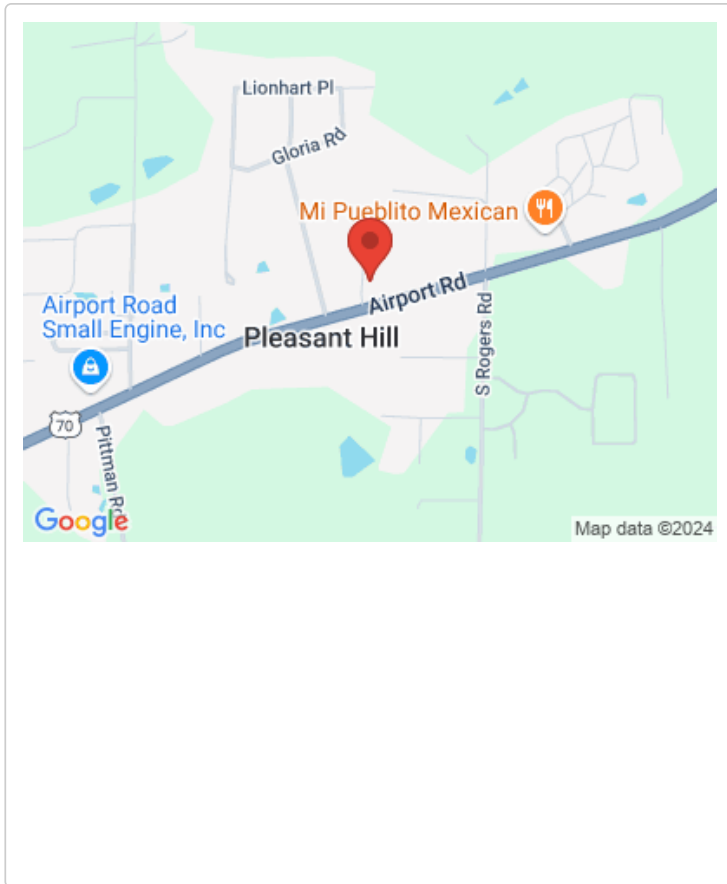 Lionhart Pl
Gloria Rd
Mi Pueblito Mexican
Airport Rd
Airport Road
Small Engine, Inc
Pleasant Hill
S Rogers Rd
70
Pittman Rd
Google
Map data ©2024